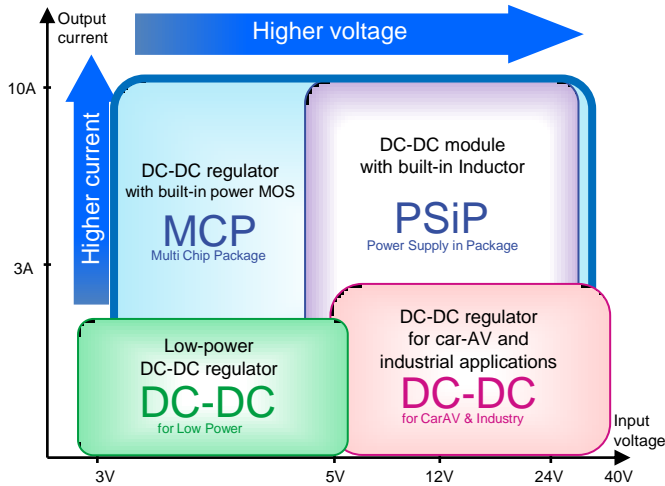 Output
current
Higher voltage
10A
Higher current
DC-DC regulator
with built-in power MOS
MCP
Multi Chip Package
DC-DC module
with built-in Inductor
PSiP
Power Supply in Package
3A
Low-power
DC-DC regulator
DC-DC
for Low Power
DC-DC regulator
for car-AV and
industrial applications
DC-DC
for CarAV & Industry
Input
voltage
3V
5V
12V
24V
40V